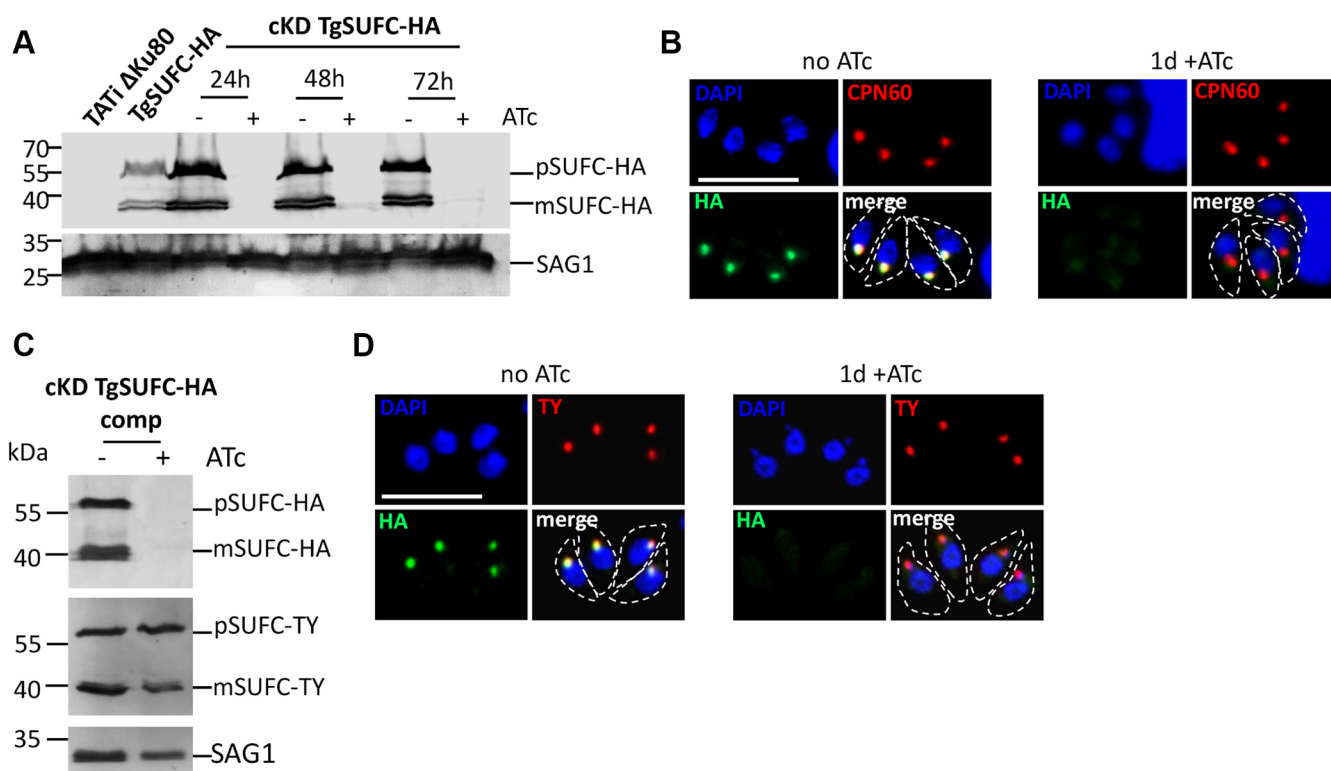 A
TATi ΔKu80
TgSUFC-HA
cKD TgSUFC-HA
24h 48h 72h
- + - + - + ATc
70
55
40
pSUFC-HA
mSUFC-HA
35
25
SAG1
B
no ATc 1d +ATc
DAPI CPN60 DAPI CPN60
HA merge HA merge
C
cKD TgSUFC-HA
comp
kDa - + ATc
55 pSUFC-HA
40 mSUFC-HA
55 pSUFC-TY
40 mSUFC-TY
35
SAG1
D
no ATc 1d +ATc
DAPI TY DAPI TY
HA merge HA merge